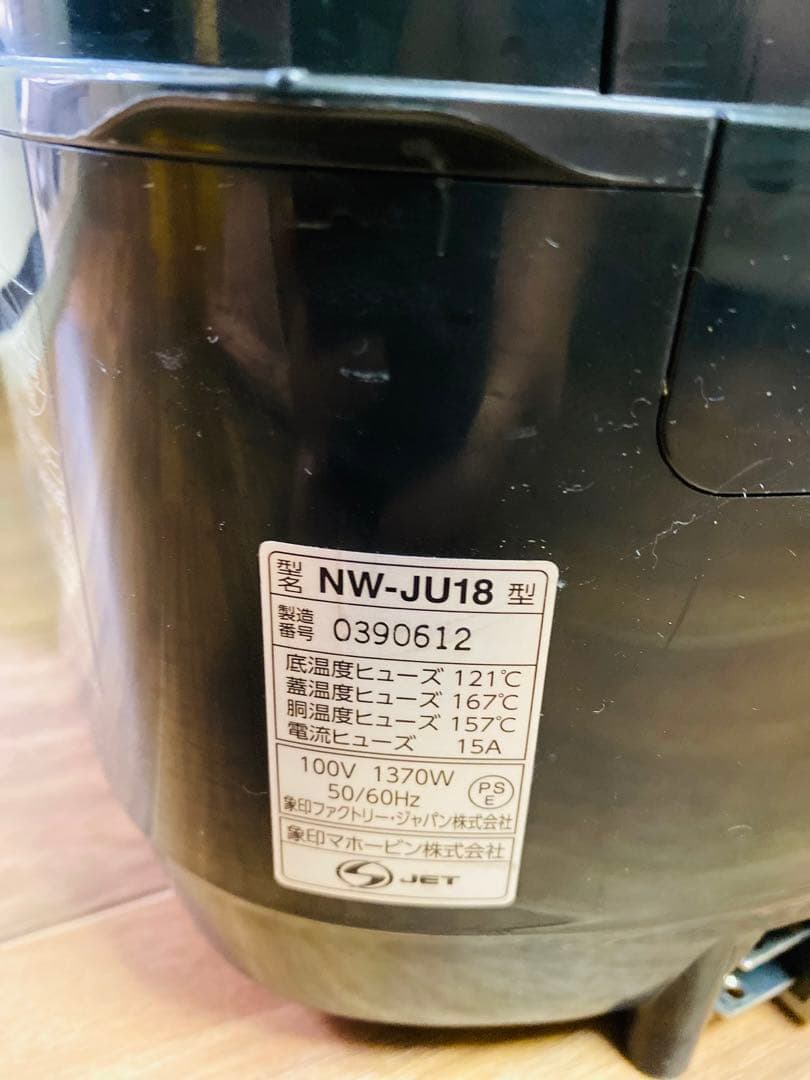 型名 NW-JU18 型
製造番号 0390612
底温度ヒューズ 121℃
蓋温度ヒューズ 167℃
胴温度ヒューズ 157℃
電流ヒューズ 15A
100V 1370W
50/60Hz
PS
E
象印ファクトリー・ジャパン株式会社
象印マホービン株式会社
JET